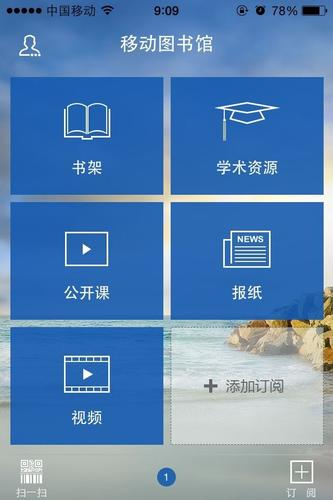 中国移动 9:09 78%
移动图书馆
书架 学术资源
NEWS
公开课 报纸
视频 添加订阅
扫一扫 1 订 阅